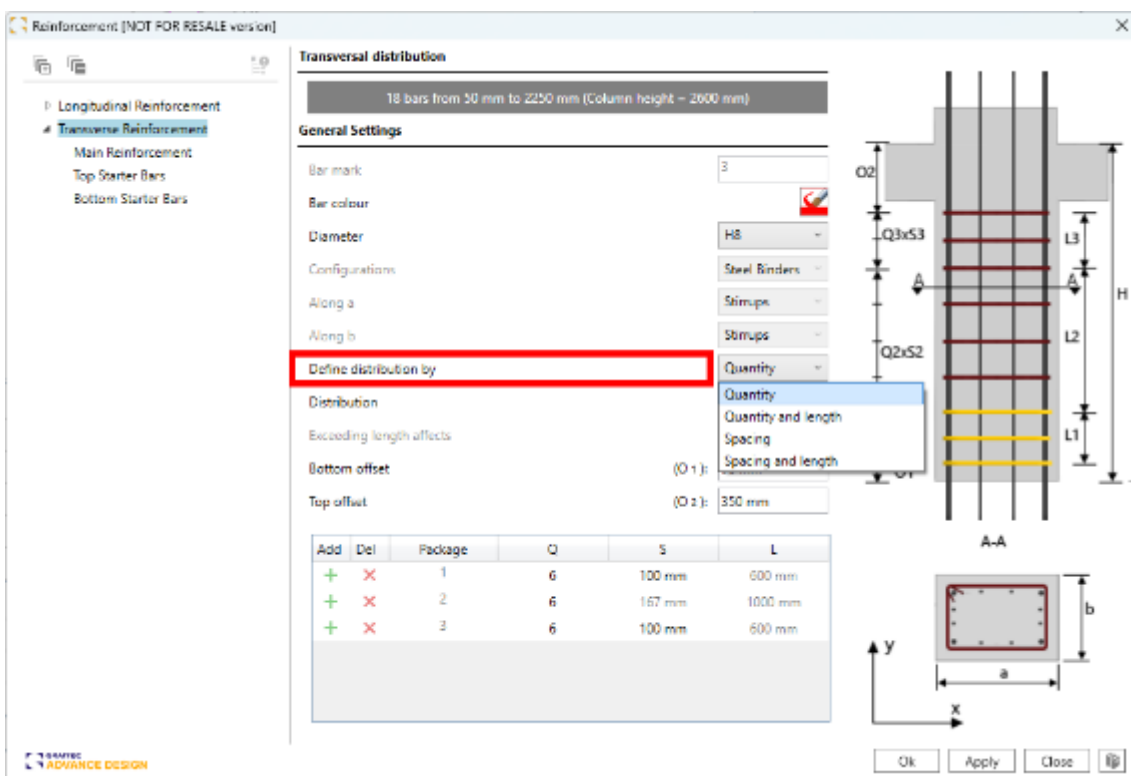 Reinforcement [NOT FOR RESALE version]
Longitudinal Reinforcement
Transverse Reinforcement
Main Reinforcement
Top Starter Bars
Bottom Starter Bars
Transversal distribution
18 bars from 50 mm to 2250 mm (Column height = 2600 mm)
General Settings
Bar mark 3
Bar colour
Diameter H8
Configurations Steel Binders
Along a Stirrups
Along b Stirrups
Define distribution by Quantity
Quantity
Quantity and length
Spacing
Spacing and length
Distribution
Exceeding length affects
Bottom offset (O 1 ):
Top offset (O 2 ): 350 mm
Add Del Package Q S L
1 6 100 mm 600 mm
2 6 167 mm 1000 mm
3 6 100 mm 600 mm
O2
Q3xS3
L3
A A
H
Q2xS2
L2
L1
A-A
b
a
y
x
GRAITEC
ADVANCE DESIGN
Ok Apply Close